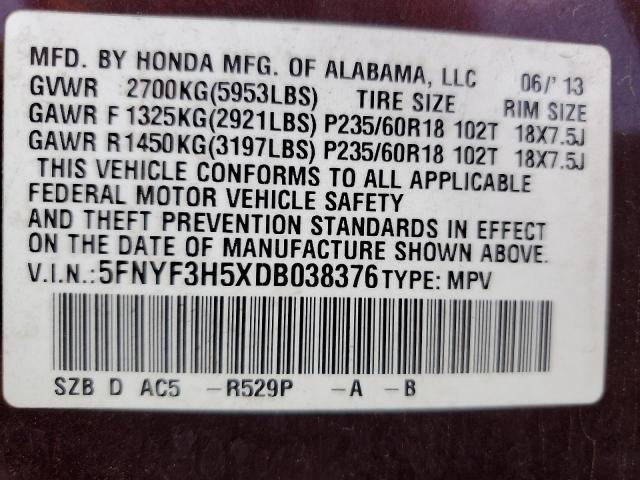 MFD. BY HONDA MFG. OF ALABAMA, LLC 06/'13
GVWR 2700KG(5953LBS) TIRE SIZE RIM SIZE
GAWR F 1325KG(2921LBS) P235/60R18 102T 18X7.5J
GAWR R1450KG(3197LBS) P235/60R18 102T 18X7.5J
THIS VEHICLE CONFORMS TO ALL APPLICABLE
FEDERAL MOTOR VEHICLE SAFETY
AND THEFT PREVENTION STANDARDS IN EFFECT
ON THE DATE OF MANUFACTURE SHOWN ABOVE.
V.I.N.:5FNYF3H5XDB038376 TYPE: MPV
SZB D AC5 -R529P -A -B